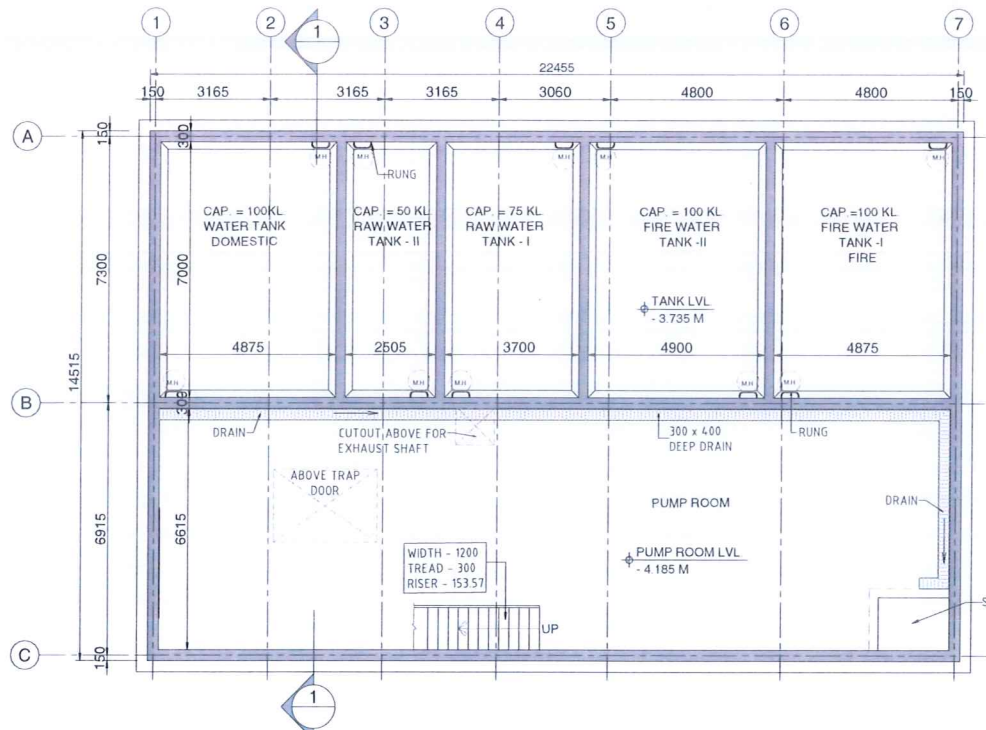 1 2 3 4 5 6 7
1
22455
150 3165 3165 3165 3060 4800 4800 150
A
150
300
M.H M.H M.H M.H M.H
RUNG
CAP. = 100KL
WATER TANK
DOMESTIC
CAP. = 50 KL
RAW WATER
TANK - II
CAP. = 75 KL
RAW WATER
TANK - I
CAP. = 100 KL
FIRE WATER
TANK -II
CAP. =100 KL
FIRE WATER
TANK -I
FIRE
7300
7000
14515
TANK LVL
- 3.735 M
4875 2505 3700 4900 4875
M.H M.H M.H M.H M.H
B
300
DRAIN
CUTOUT ABOVE FOR
EXHAUST SHAFT
300 x 400
DEEP DRAIN
RUNG
ABOVE TRAP
DOOR
PUMP ROOM
DRAIN
6915
6615
WIDTH - 1200
TREAD - 300
RISER - 153.57
PUMP ROOM LVL
- 4.185 M
S
UP
C
150
1